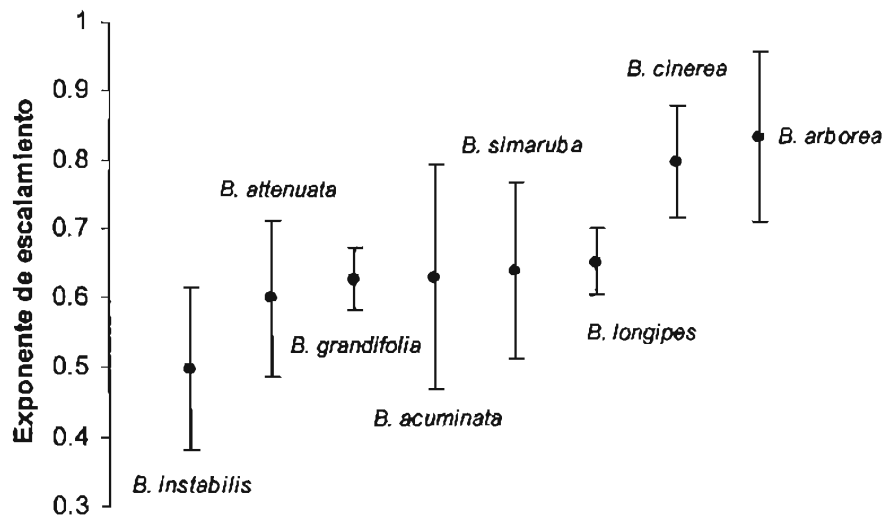 Exponente de escalamiento
1
0.9
0.8
0.7
0.6
0.5
0.4
0.3
B. instabilis
B. attenuata
B. grandifolia
B. acuminata
B. simaruba
B. longipes
B. cinerea
B. arborea